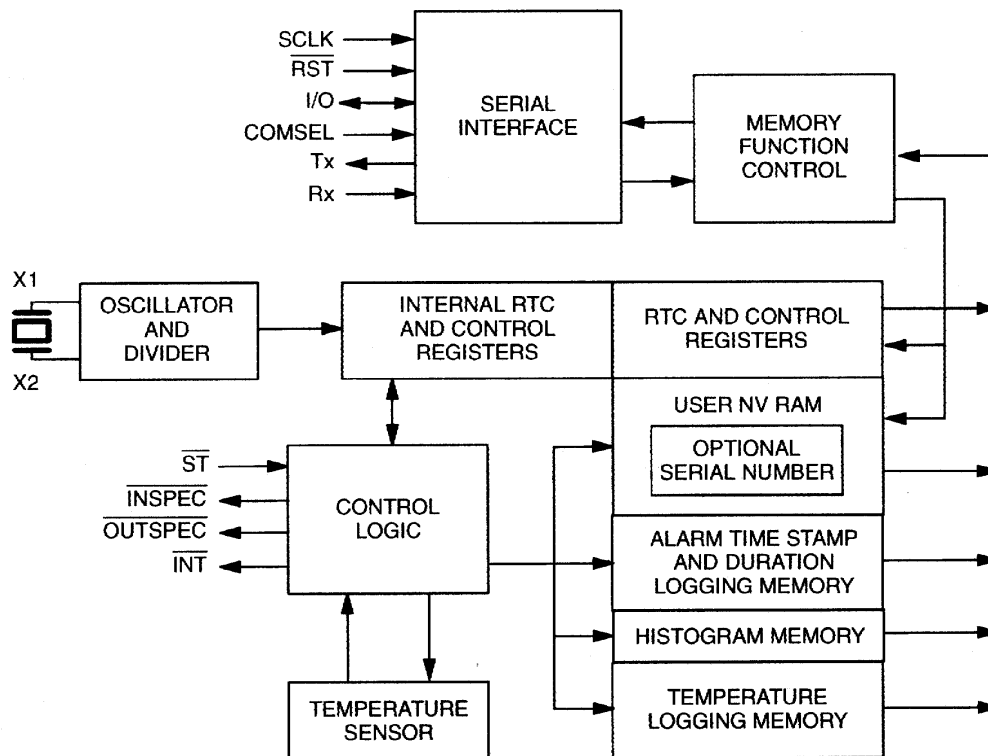 SCLK
RST
I/O
COMSEL
Tx
Rx
SERIAL
INTERFACE
MEMORY
FUNCTION
CONTROL
X1
X2
OSCILLATOR
AND
DIVIDER
INTERNAL RTC
AND CONTROL
REGISTERS
RTC AND CONTROL
REGISTERS
USER NV RAM
OPTIONAL
SERIAL NUMBER
ST
INSPEC
OUTSPEC
INT
CONTROL
LOGIC
ALARM TIME STAMP
AND DURATION
LOGGING MEMORY
HISTOGRAM MEMORY
TEMPERATURE
SENSOR
TEMPERATURE
LOGGING MEMORY